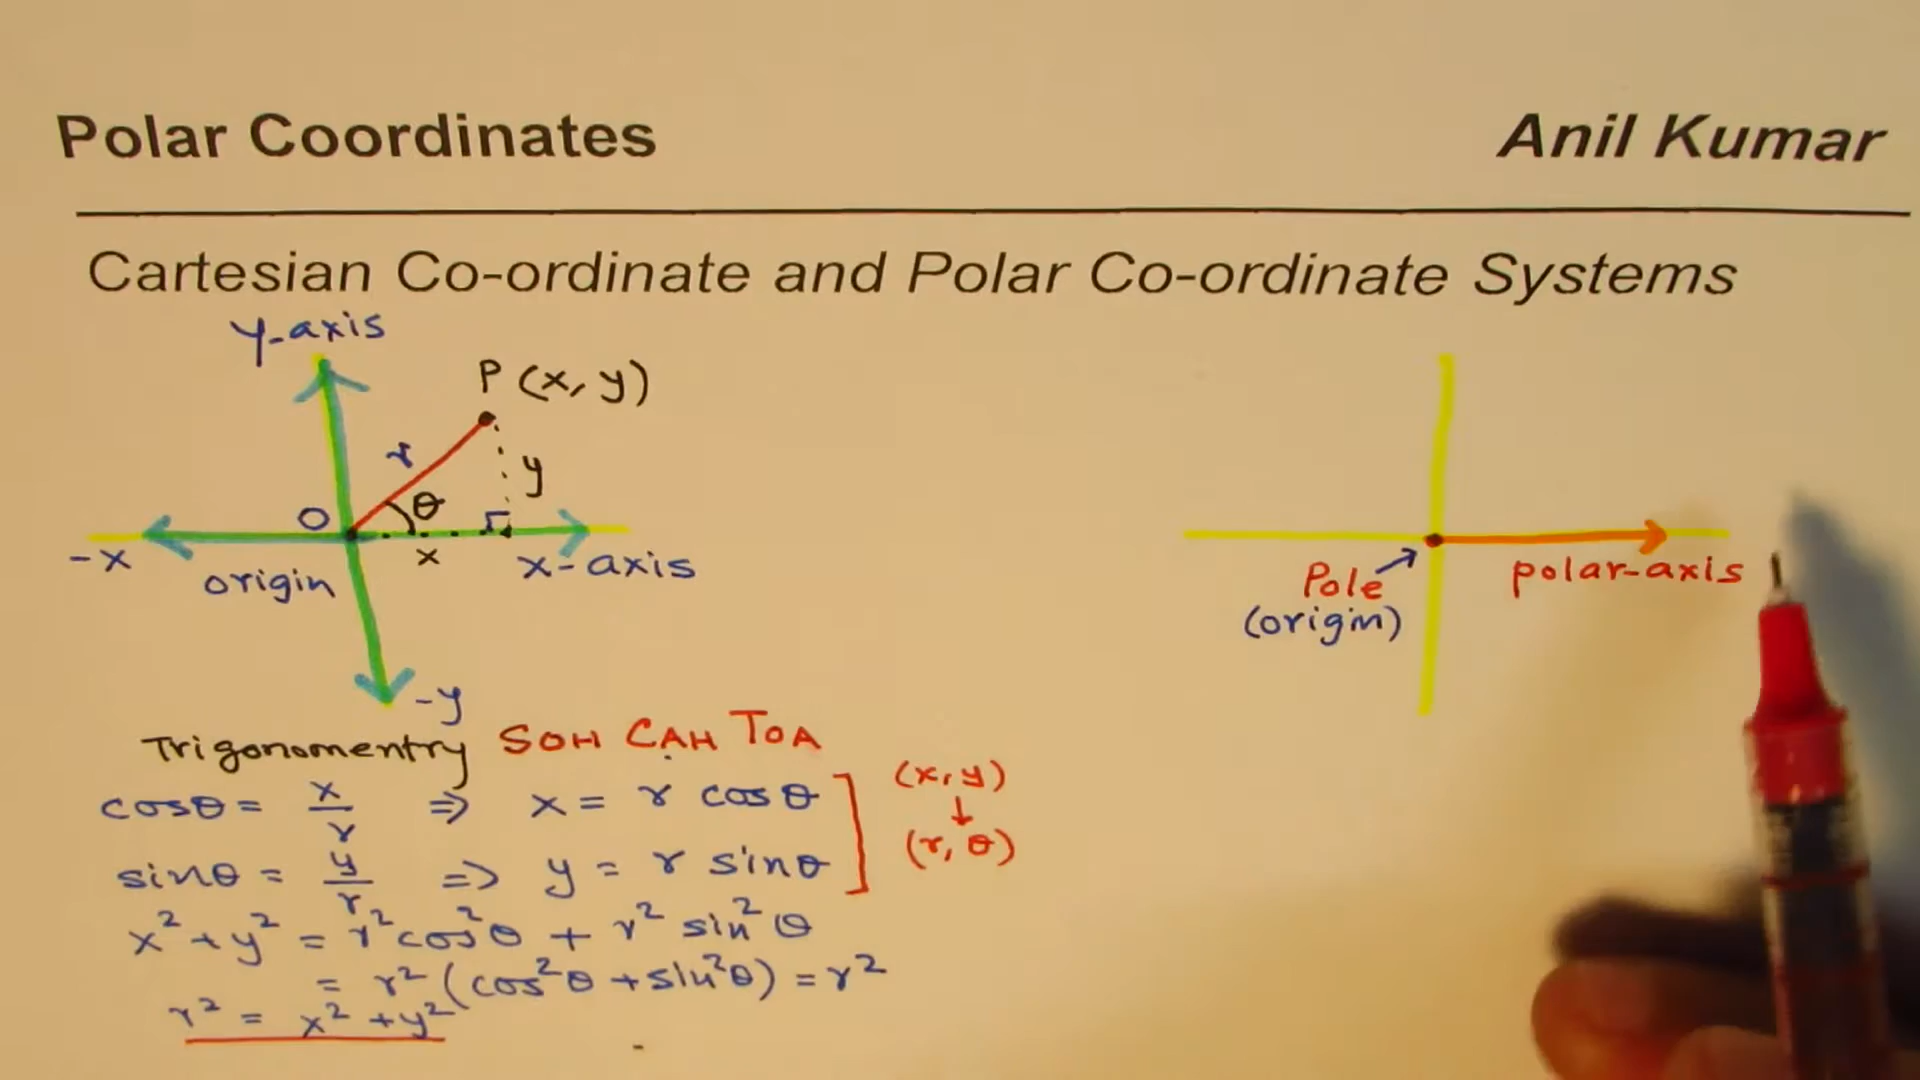 Polar Coordinates
Anil Kumar
Cartesian Co-ordinate and Polar Co-ordinate Systems
Y-axis
P (x, y)
r
θ
y
O
-x
origin
x
x-axis
-y
Pole
(origin)
polar-axis
Trigonomentry SOH CAH TOA
cosθ = x/r ⇒ x = r cosθ
sinθ = y/r ⇒ y = r sinθ
(x, y)
↓
(r, θ)
x² + y² = r² cos²θ + r² sin²θ
= r² (cos²θ + sin²θ) = r²
r² = x² + y²